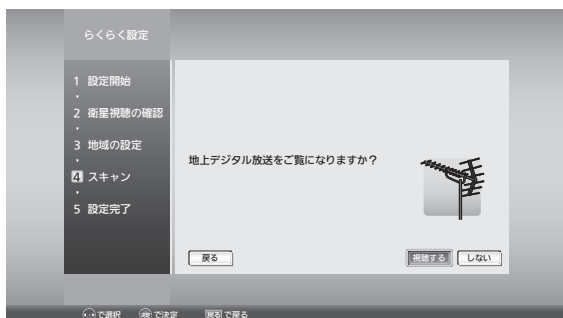 らくらく設定
1 設定開始
2 衛星視聴の確認
3 地域の設定
4 スキャン
5 設定完了
地上デジタル放送をご覧になりますか?
戻る
視聴する しない
で選択 決定 で決定 戻る で戻る